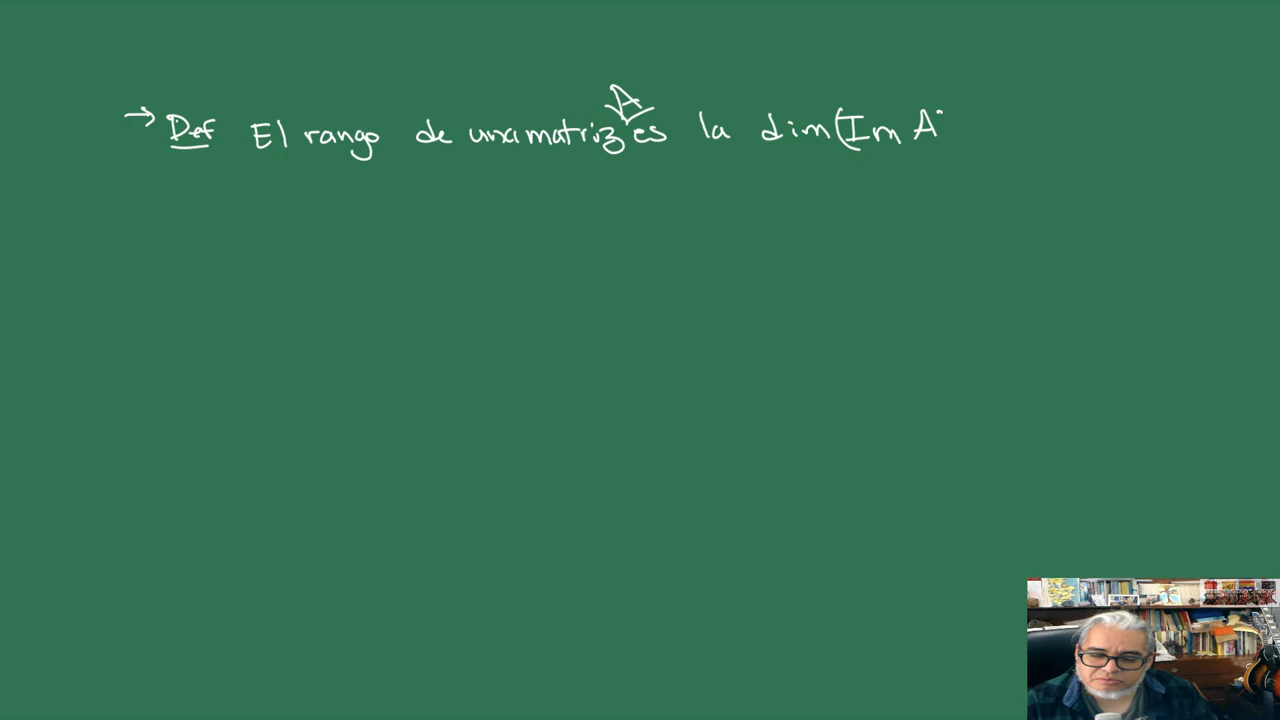 → Def El rango de una matriz A es la dim(Im A